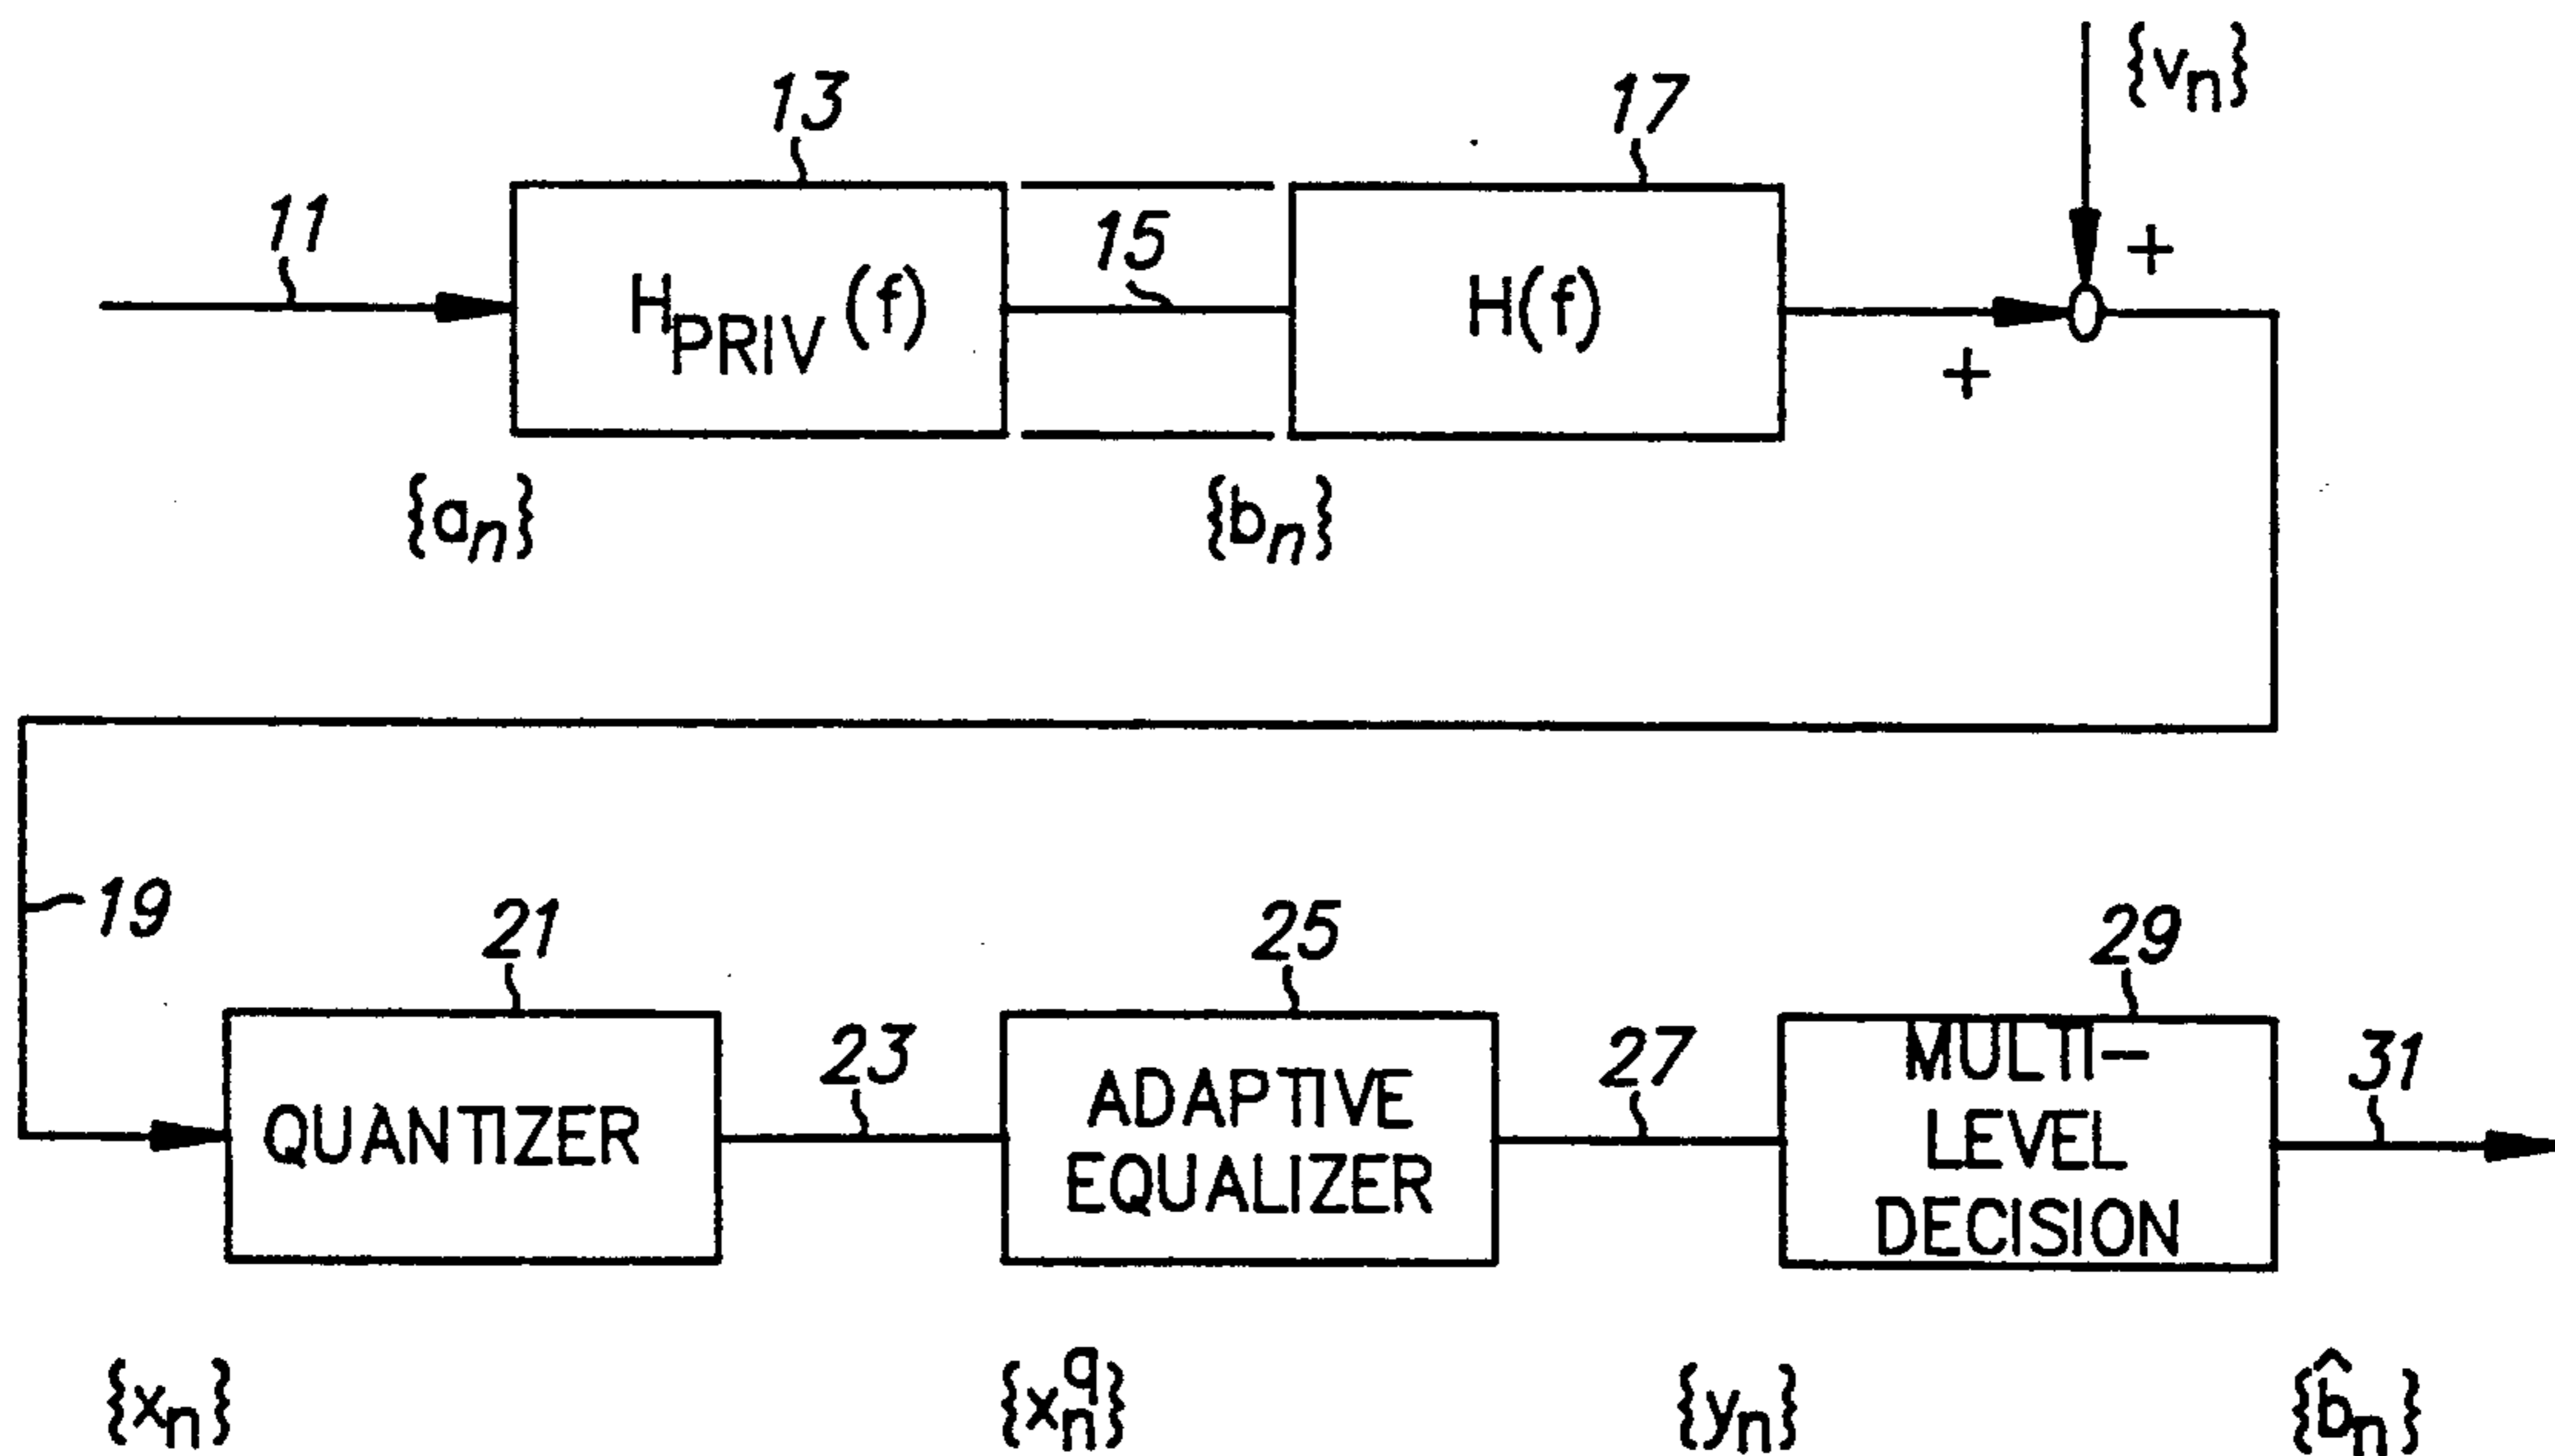 {vn}
13
17
11
15
+
HPRIV(f)
H(f)
+
{an}
{bn}
19
21
25
29
23
27
31
QUANTIZER
ADAPTIVE
EQUALIZER
MULTI-
LEVEL
DECISION
{xn}
{xn^q}
{yn}
{b̂n}